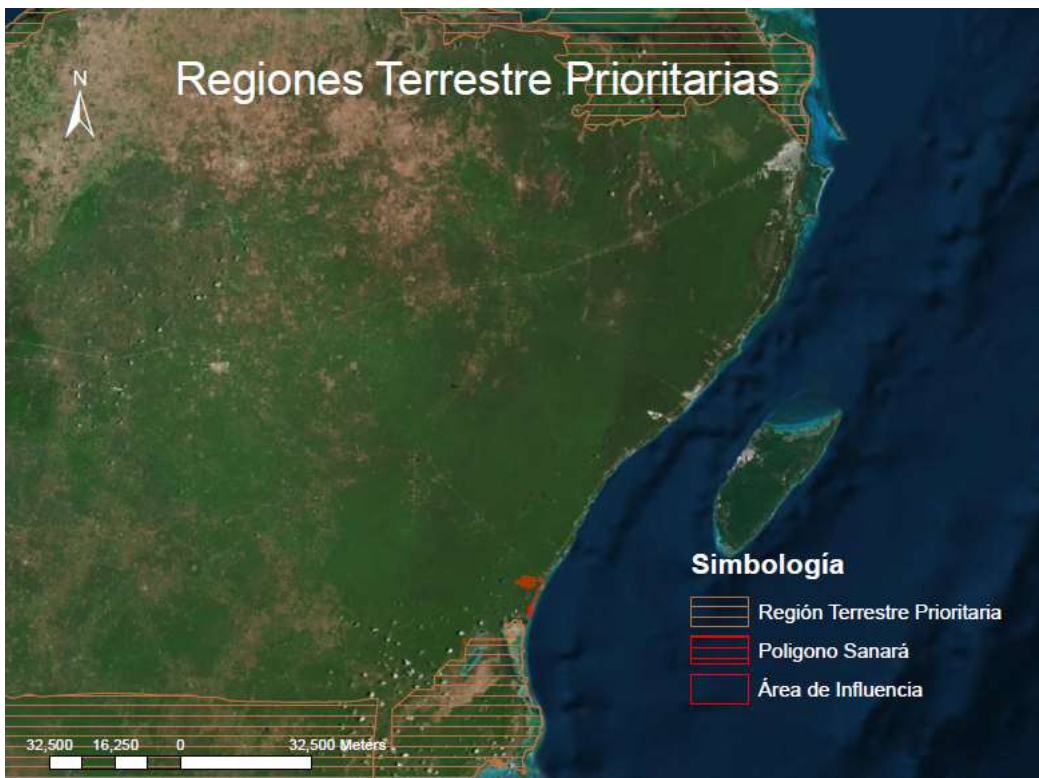 Regiones Terrestre Prioritarias
N
Simbología
Región Terrestre Prioritaria
Poligono Sanará
Área de Influencia
32,500 16,250 0 32,500 Meters